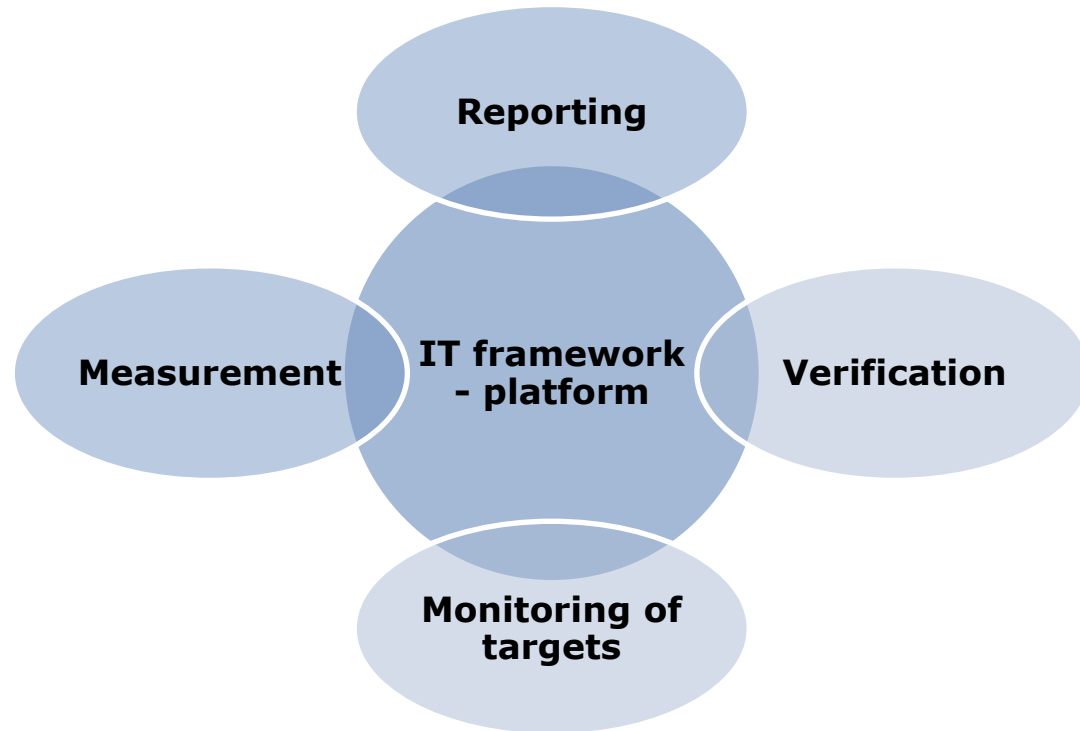 Reporting
Measurement
IT framework
- platform
Verification
Monitoring of
targets